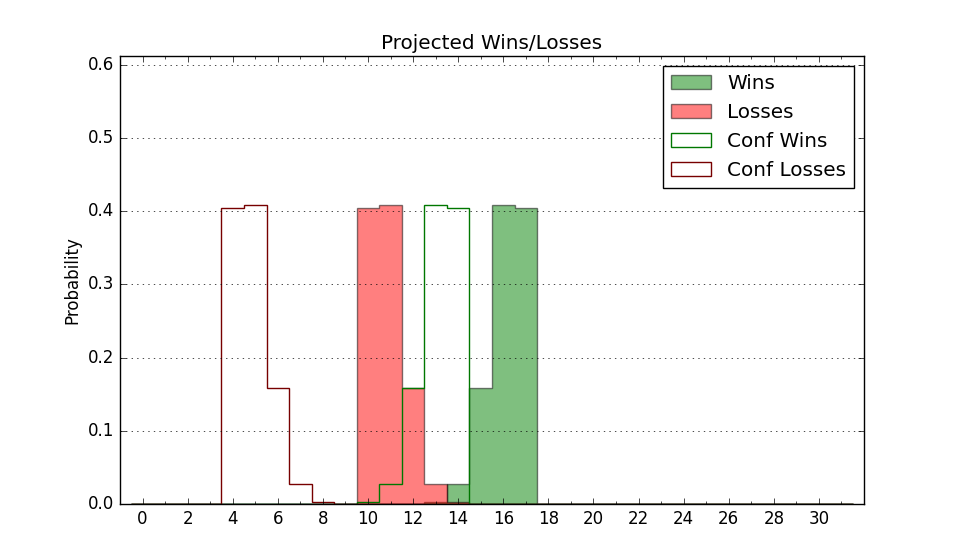 Projected Wins/Losses
Wins
Losses
Conf Wins
Conf Losses
Probability
0.6
0.5
0.4
0.3
0.2
0.1
0.0
0 2 4 6 8 10 12 14 16 18 20 22 24 26 28 30